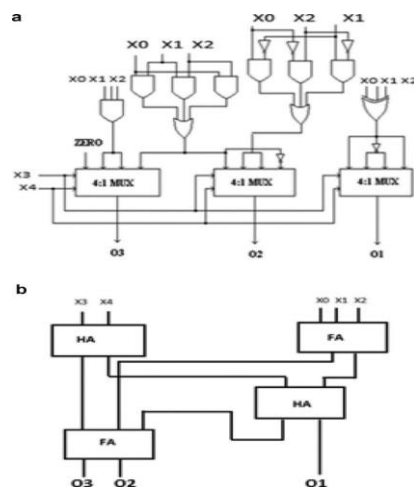 a
X0 X2 X1
X0 X1 X2
X0 X1 X2
X0 X1 X2
ZERO
X3
X4
4:1 MUX 4:1 MUX 4:1 MUX
O3 O2 O1
b
X3 X4 X0 X1 X2
HA FA
HA
FA
O3 O2 O1